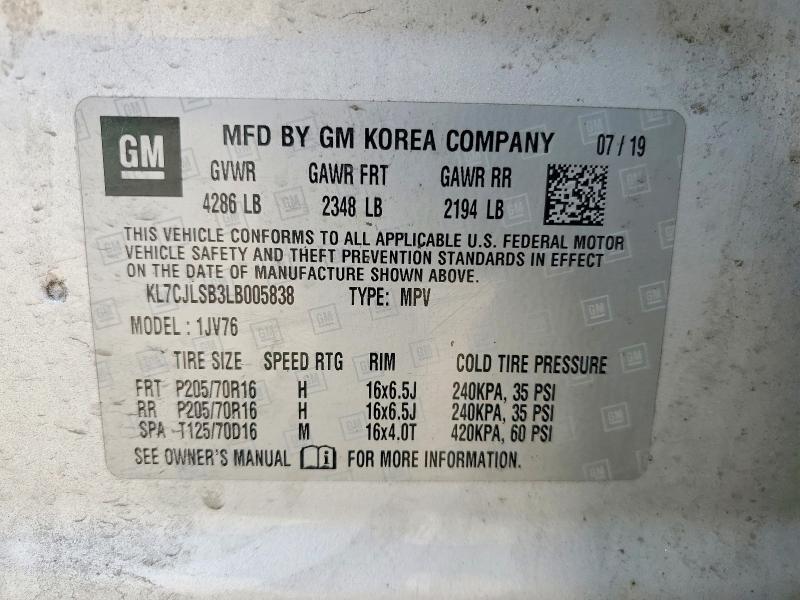 GM MFD BY GM KOREA COMPANY 07 / 19
GVWR GAWR FRT GAWR RR
4286 LB 2348 LB 2194 LB
THIS VEHICLE CONFORMS TO ALL APPLICABLE U.S. FEDERAL MOTOR
VEHICLE SAFETY AND THEFT PREVENTION STANDARDS IN EFFECT
ON THE DATE OF MANUFACTURE SHOWN ABOVE.
KL7CJLSB3LB005838 TYPE: MPV
MODEL : 1JV76
TIRE SIZE SPEED RTG RIM COLD TIRE PRESSURE
FRT P205/70R16 H 16x6.5J 240KPA, 35 PSI
RR P205/70R16 H 16x6.5J 240KPA, 35 PSI
SPA T125/70D16 M 16x4.0T 420KPA, 60 PSI
SEE OWNER'S MANUAL i FOR MORE INFORMATION.